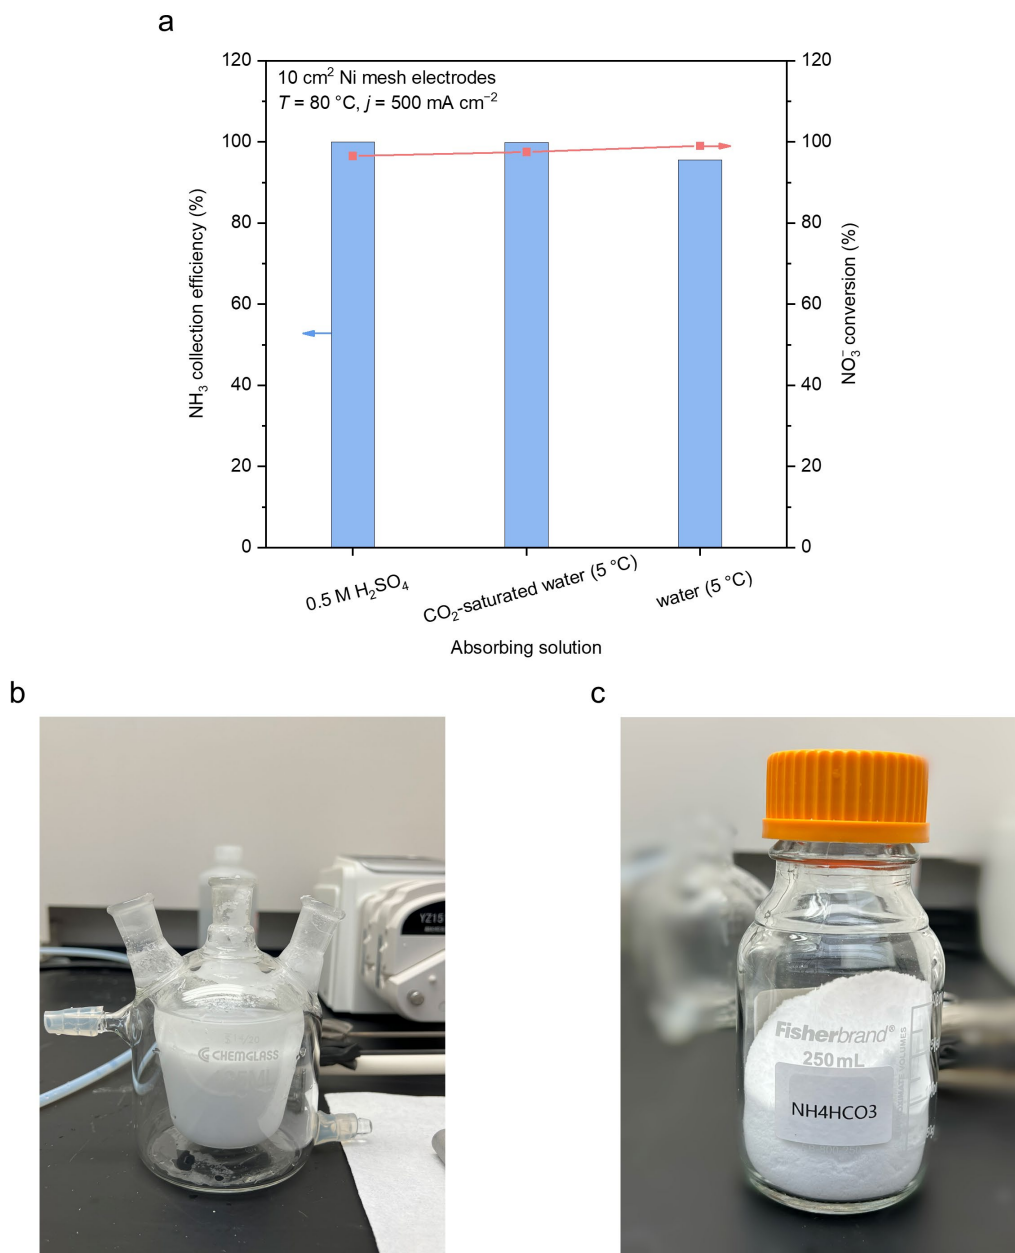 a
10 cm² Ni mesh electrodes
T = 80 °C, j = 500 mA cm⁻²
120
100
80
60
40
20
0
NH₃ collection efficiency (%)
120
100
80
60
40
20
0
NO₃⁻ conversion (%)
0.5 M H₂SO₄
CO₂-saturated water (5 °C)
water (5 °C)
Absorbing solution
b
c
YZ15
CHEMGLASS
Fisherbrand®
250 mL
NH4HCO3